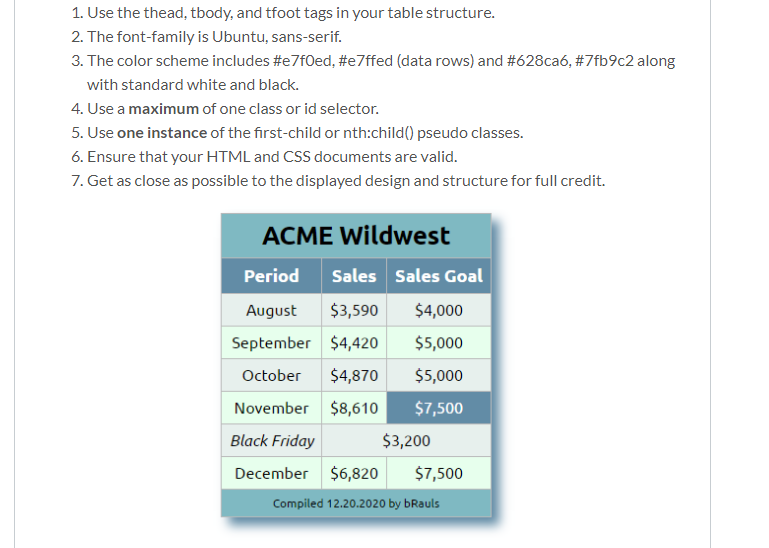 1. Use the thead, tbody, and tfoot tags in your table structure.
2. The font-family is Ubuntu, sans-serif.
3. The color scheme includes #e7f0ed, #e7ffed (data rows) and #628ca6, #7fb9c2 along
with standard white and black.
4. Use a maximum of one class or id selector.
5. Use one instance of the first-child or nth:child() pseudo classes.
6. Ensure that your HTML and CSS documents are valid.
7. Get as close as possible to the displayed design and structure for full credit.
ACME Wildwest
Period Sales Sales Goal
August $3,590 $4,000
September $4,420 $5,000
October $4,870 $5,000
November $8,610 $7,500
Black Friday $3,200
December $6,820 $7,500
Compiled 12.20.2020 by bRauls